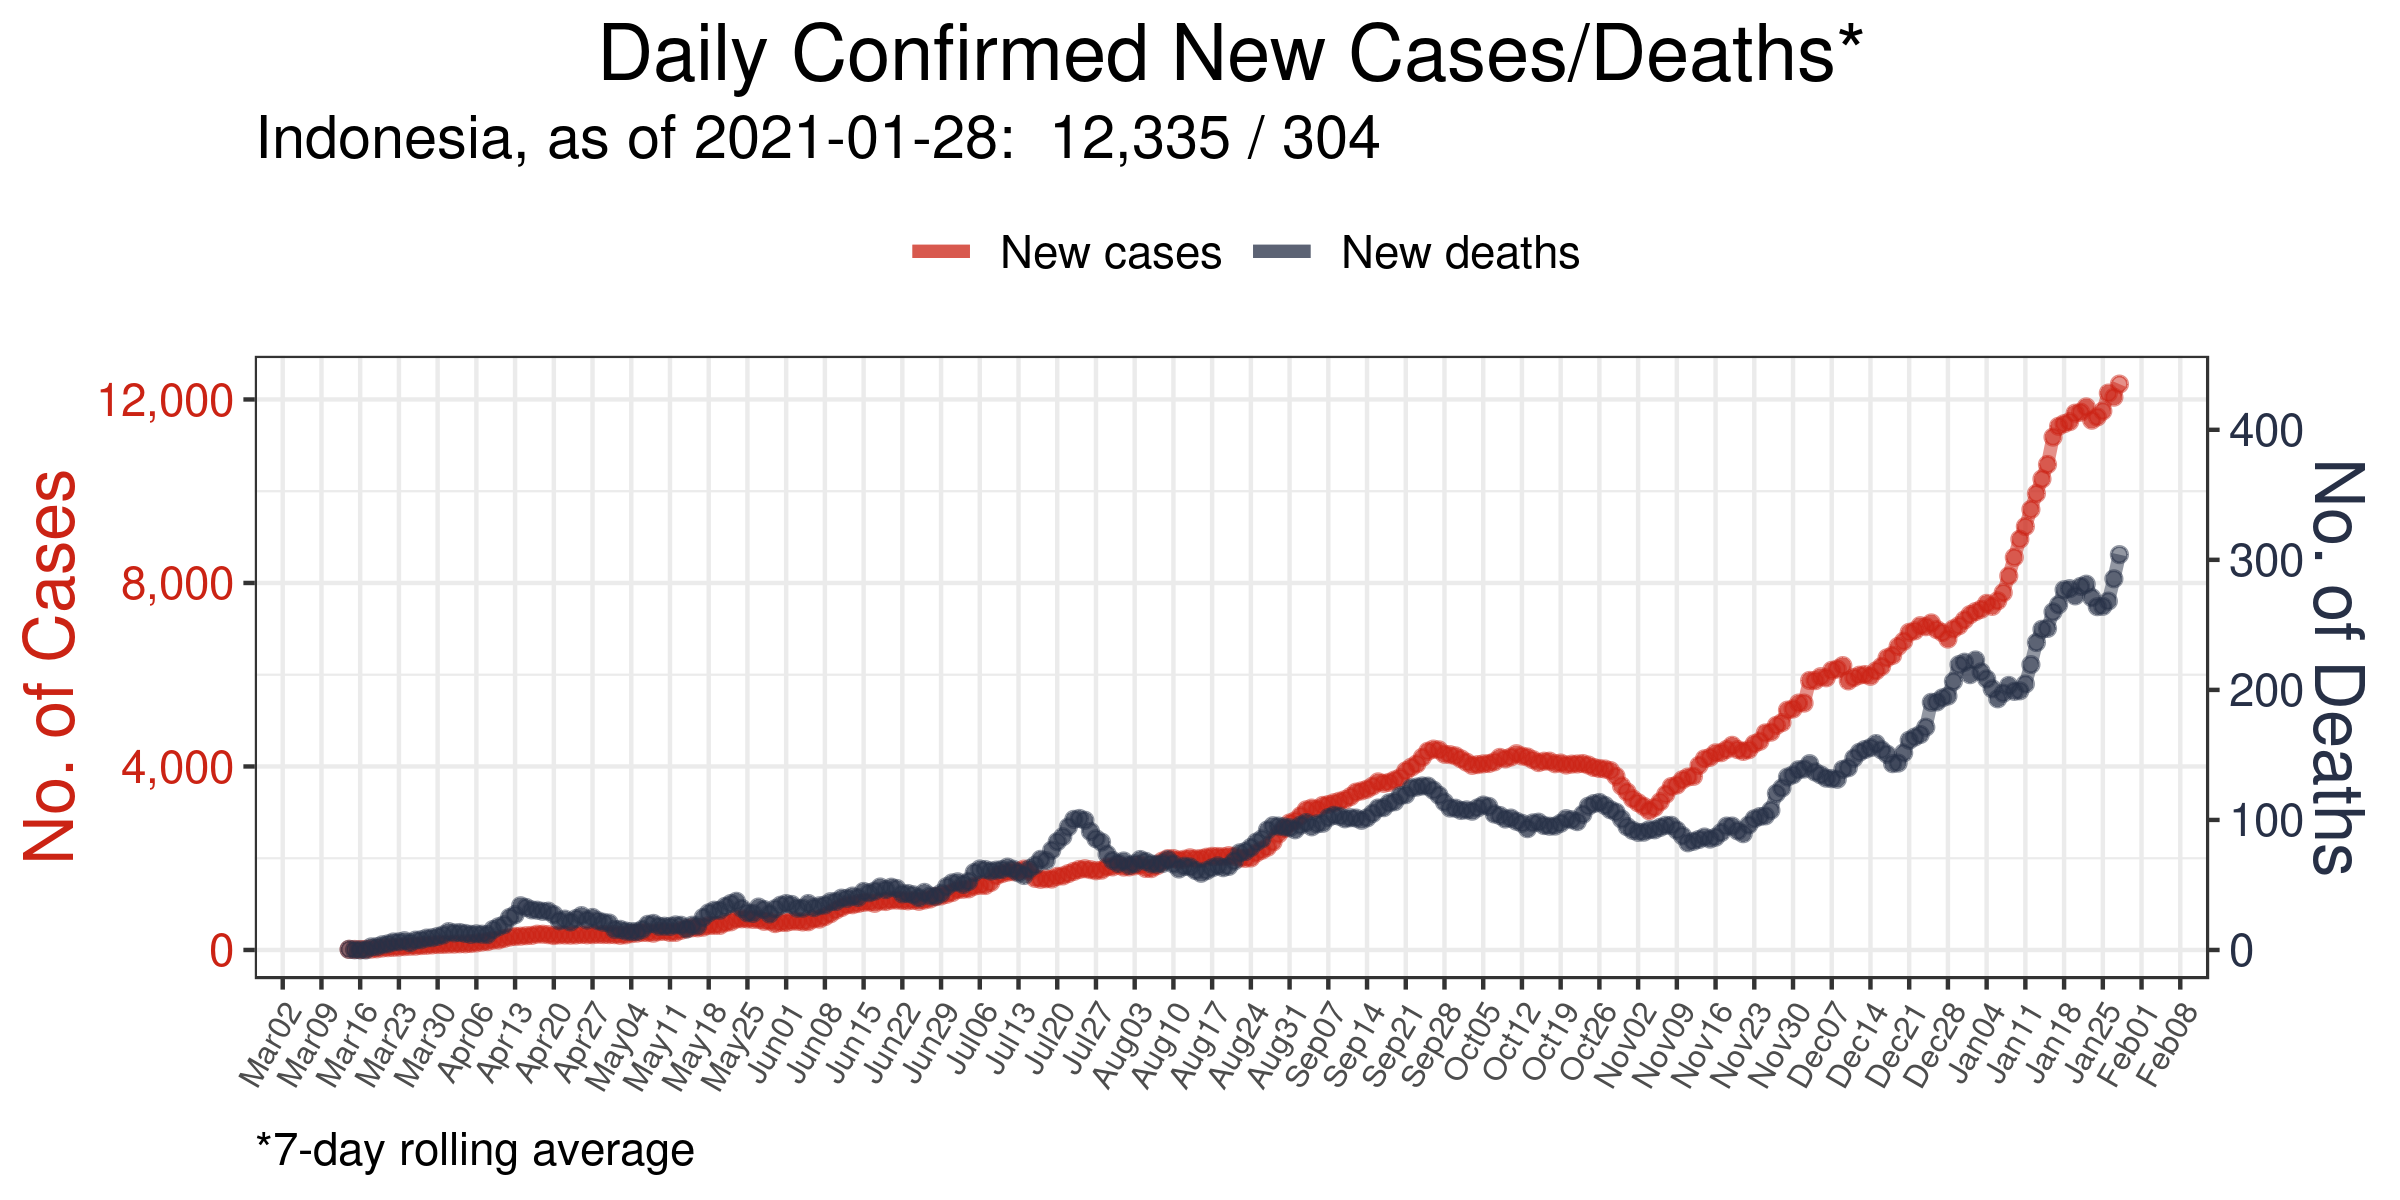 Daily Confirmed New Cases/Deaths*
Indonesia, as of 2021-01-28:  12,335 / 304
New cases
New deaths
No. of Cases
12,000
8,000
4,000
0
400
300
200
100
0
No. of Deaths
Mar02
Mar09
Mar16
Mar23
Mar30
Apr06
Apr13
Apr20
Apr27
May04
May11
May18
May25
Jun01
Jun08
Jun15
Jun22
Jun29
Jul06
Jul13
Jul20
Jul27
Aug03
Aug10
Aug17
Aug24
Aug31
Sep07
Sep14
Sep21
Sep28
Oct05
Oct12
Oct19
Oct26
Nov02
Nov09
Nov16
Nov23
Nov30
Dec07
Dec14
Dec21
Dec28
Jan04
Jan11
Jan18
Jan25
Feb01
Feb08
*7-day rolling average